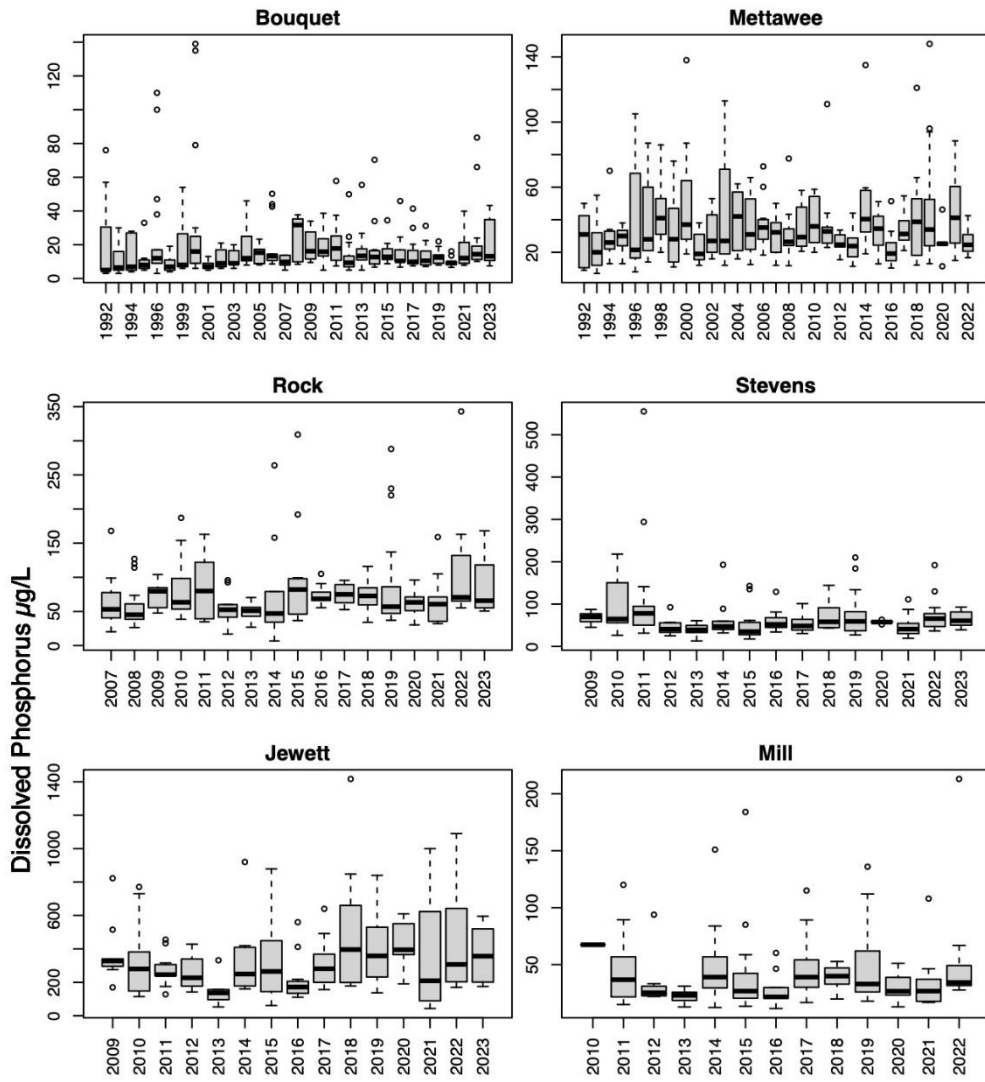 Dissolved Phosphorus µg/L
Bouquet
0 20 40 60 80 120
1992 1994 1996 1999 2001 2003 2005 2007 2009 2011 2013 2015 2017 2019 2021 2023
Mettawee
20 60 100 140
1992 1994 1996 1998 2000 2002 2004 2006 2008 2010 2012 2014 2016 2018 2020 2022
Rock
0 50 100 150 250 350
2007 2008 2009 2010 2011 2012 2013 2014 2015 2016 2017 2018 2019 2020 2021 2022 2023
Stevens
0 100 200 300 400 500
2009 2010 2011 2012 2013 2014 2015 2016 2017 2018 2019 2020 2021 2022 2023
Jewett
0 200 400 600 1000 1400
2009 2010 2011 2012 2013 2014 2015 2016 2017 2018 2019 2020 2021 2022 2023
Mill
50 100 150 200
2010 2011 2012 2013 2014 2015 2016 2017 2018 2019 2020 2021 2022